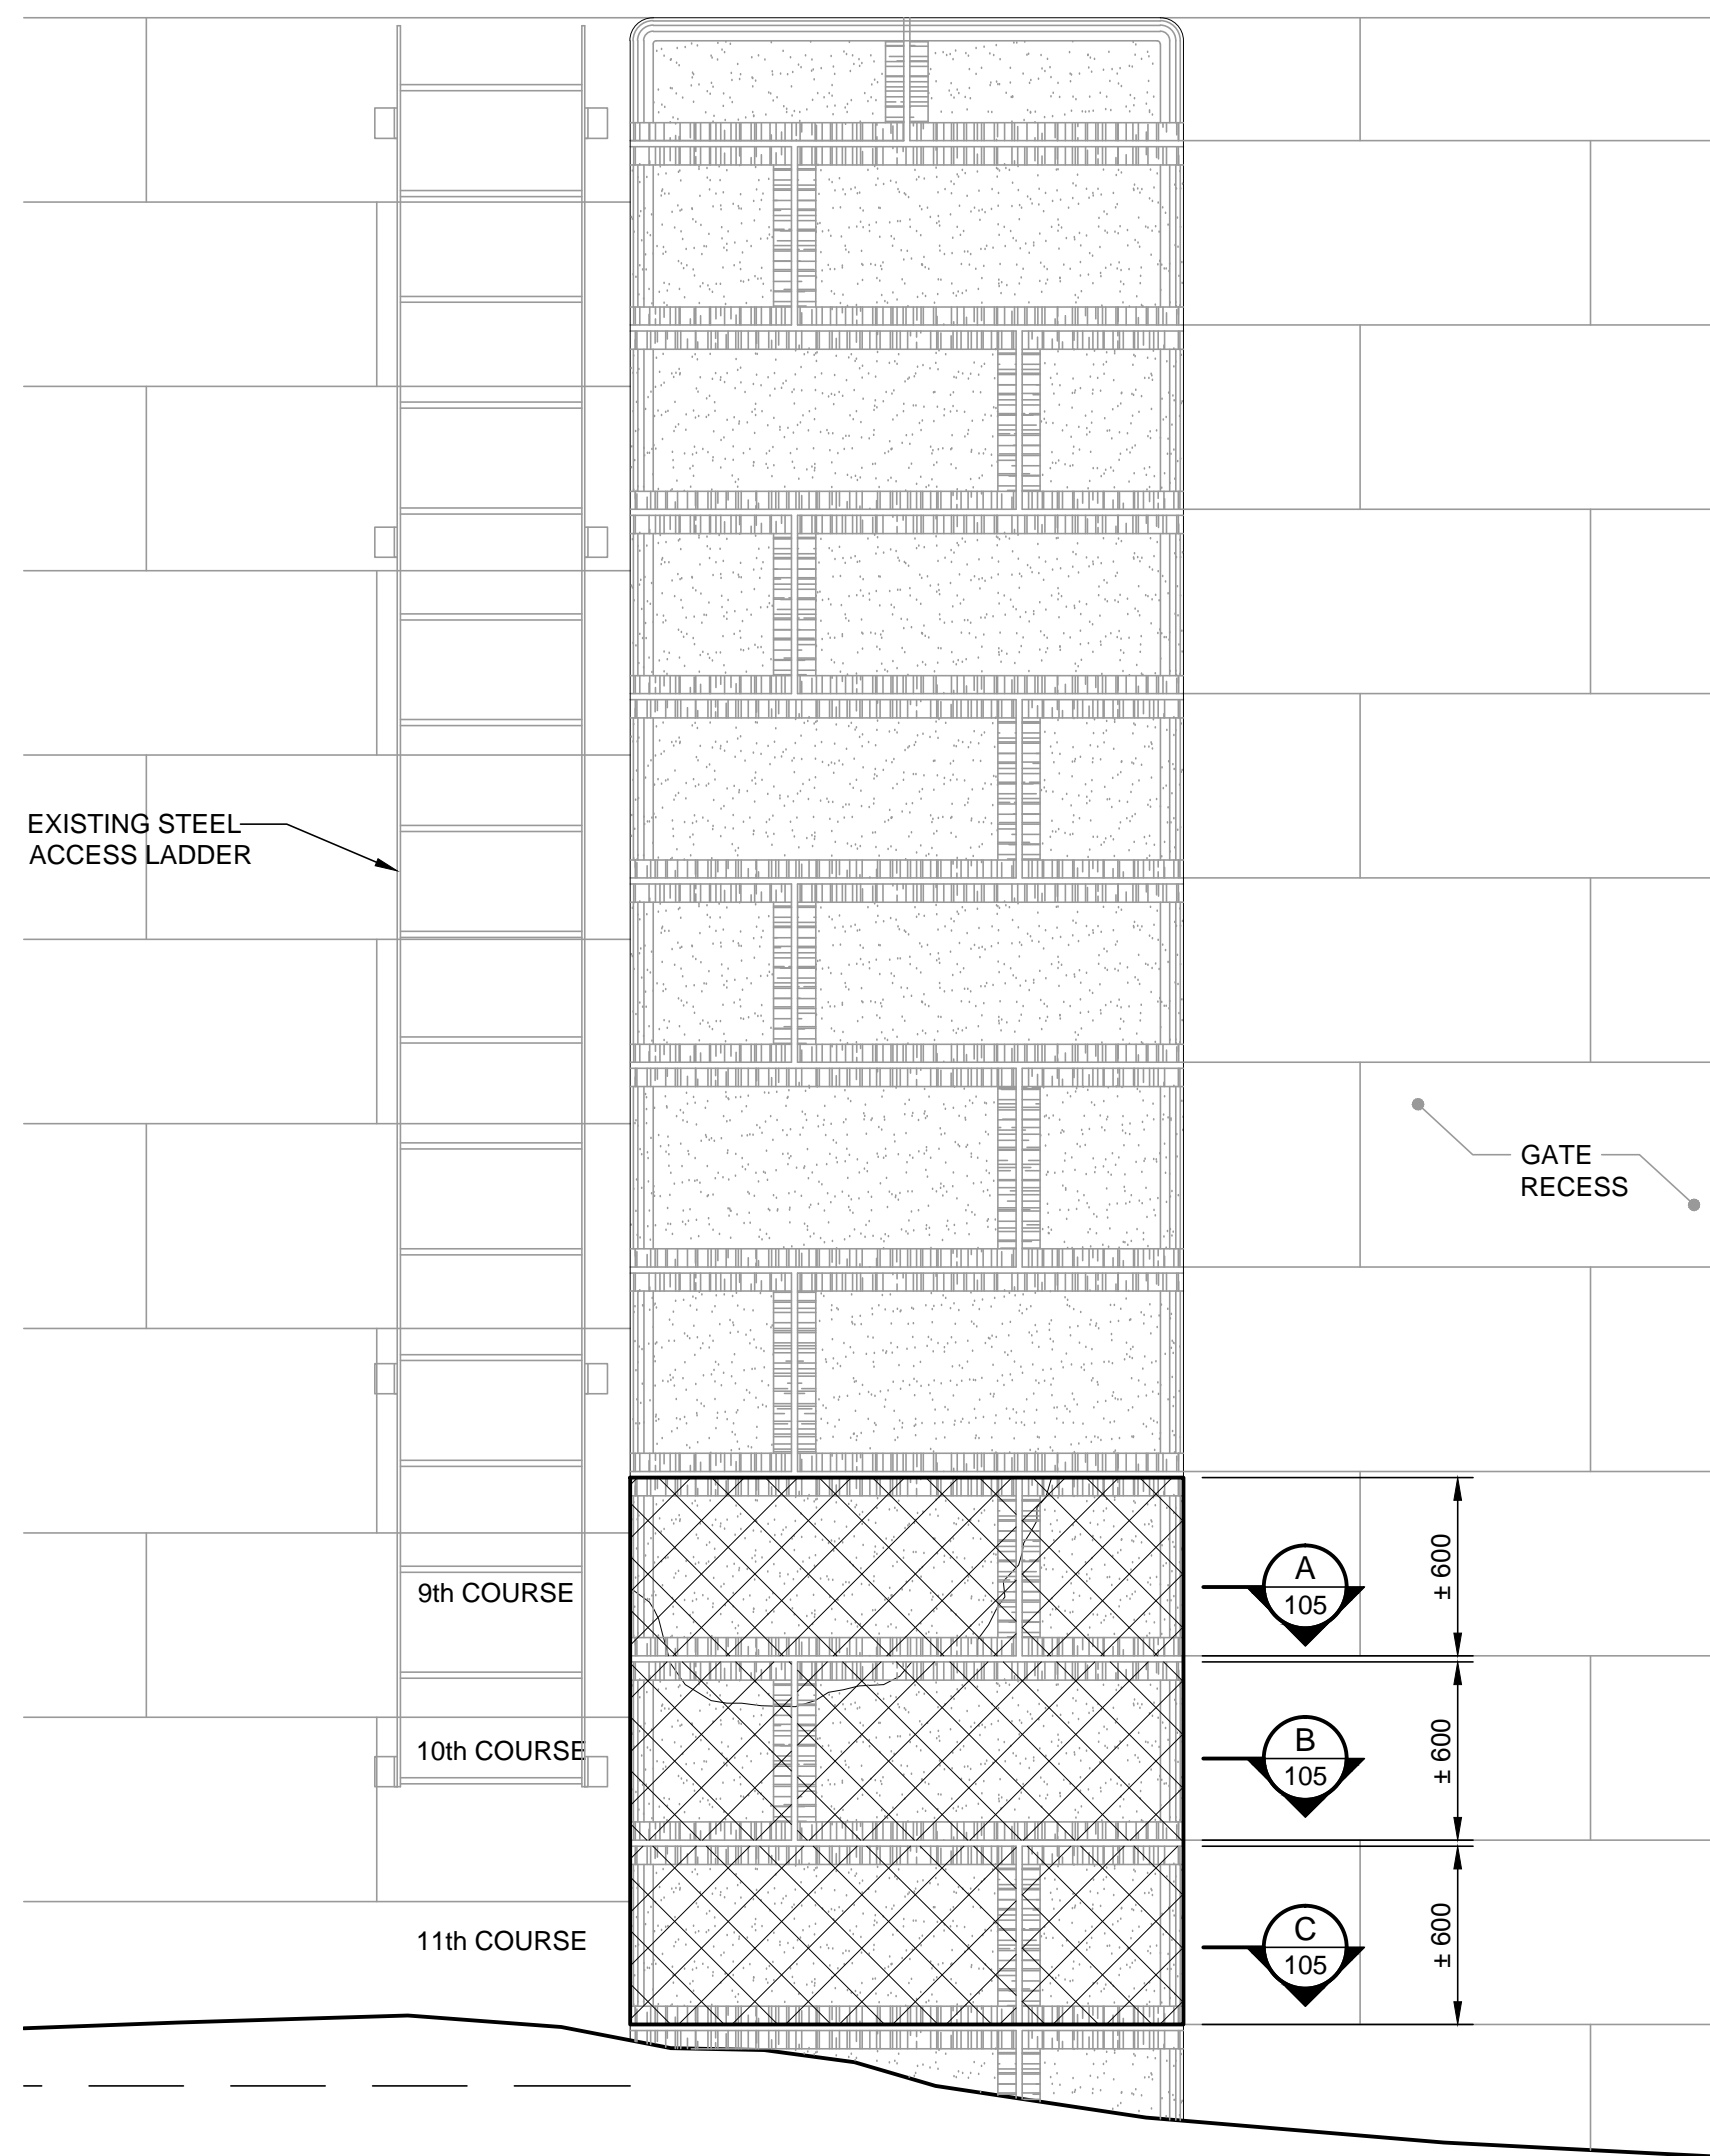 EXISTING STEEL
ACCESS LADDER
GATE
RECESS
9th COURSE
A
105
± 600
10th COURSE
B
105
± 600
11th COURSE
C
105
± 600